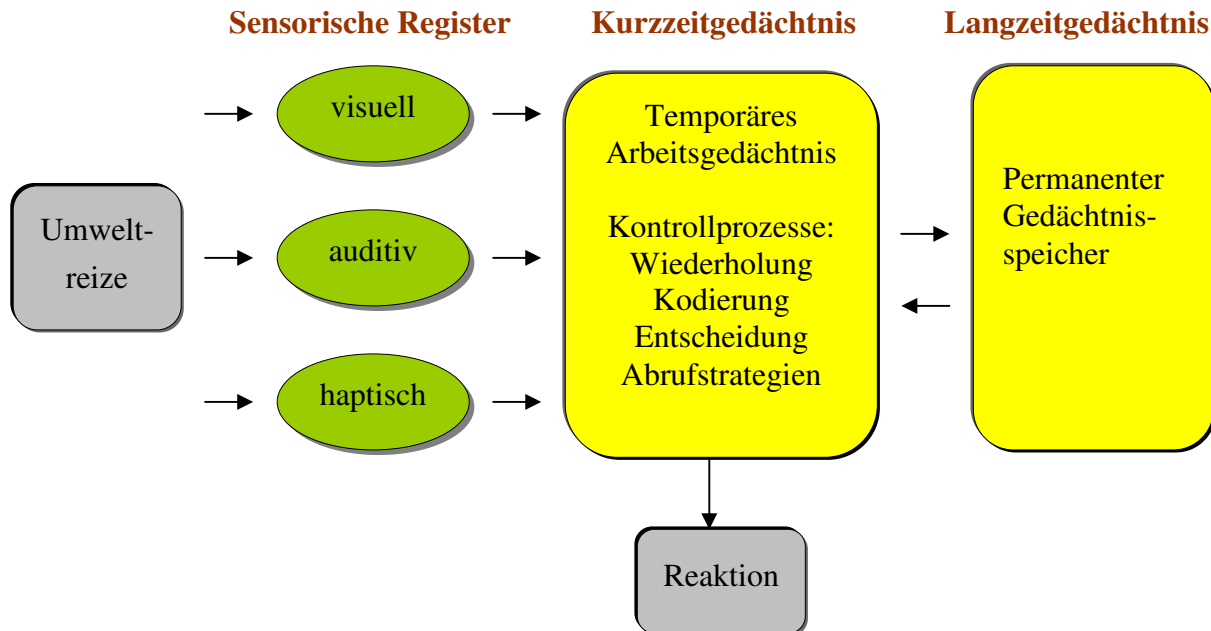 Sensorische Register
Kurzzeitgedächtnis
Langzeitgedächtnis
Umwelt-
reize
visuell
auditiv
haptisch
Temporäres
Arbeitsgedächtnis
Kontrollprozesse:
Wiederholung
Kodierung
Entscheidung
Abrufstrategien
Permanenter
Gedächtnis-
speicher
Reaktion